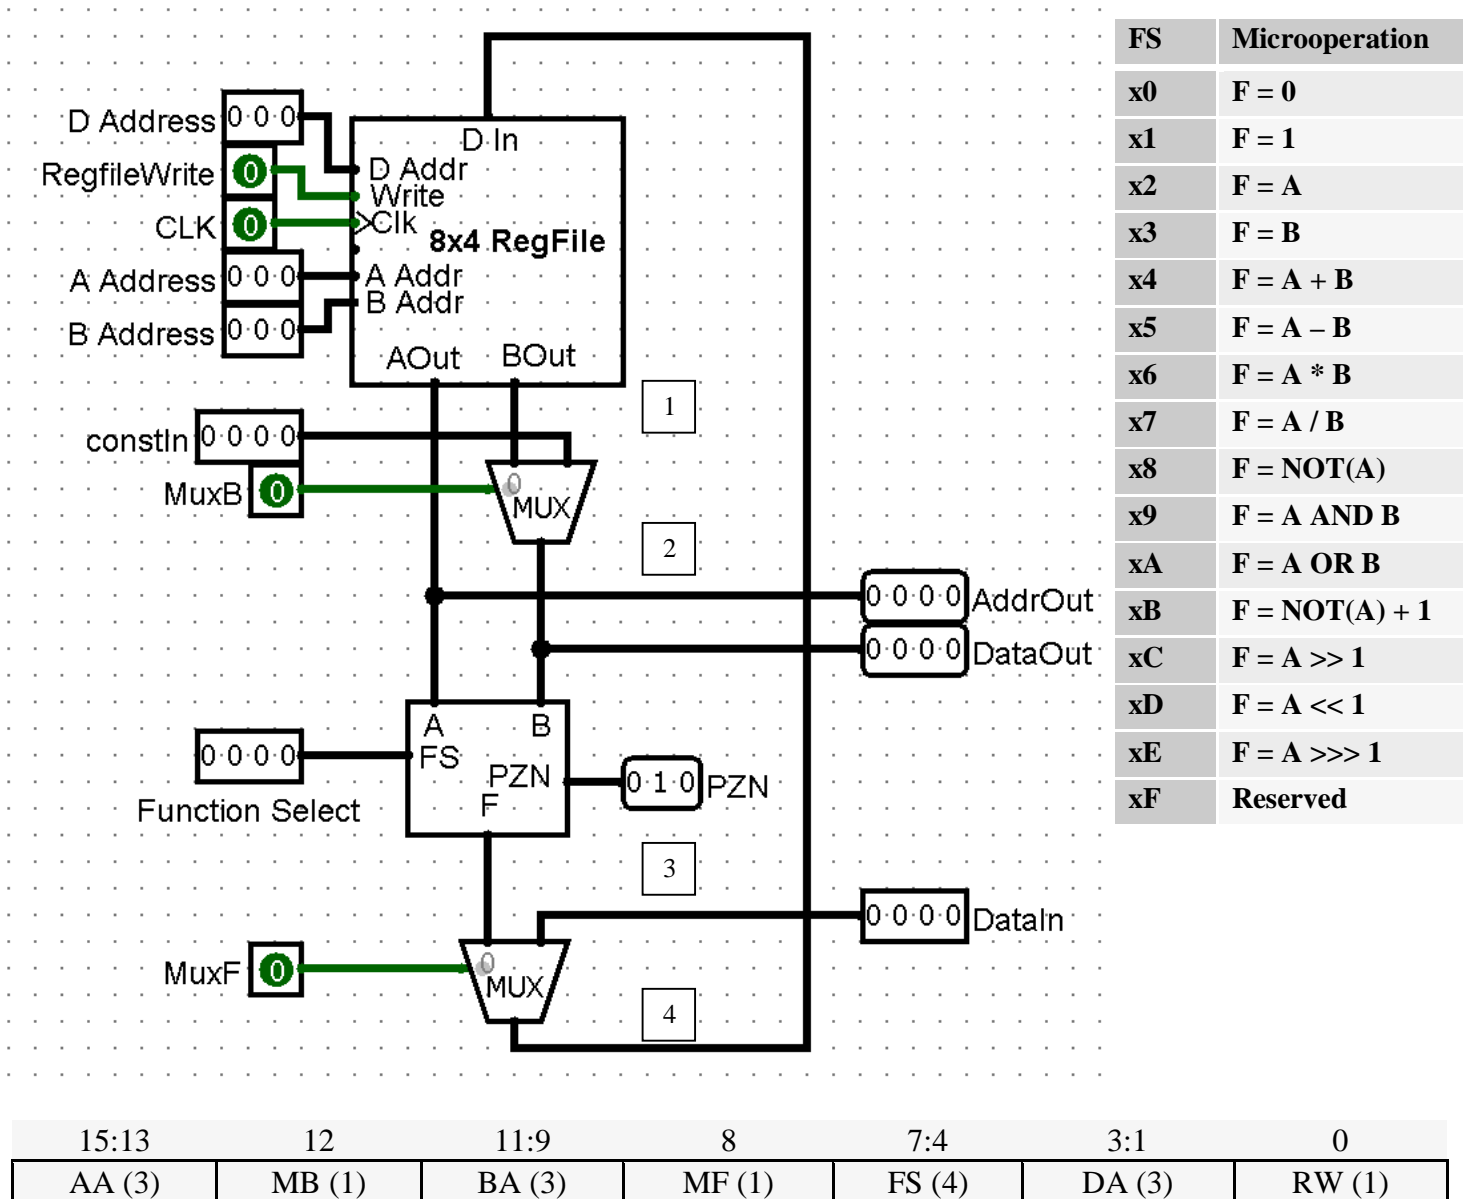 FS Microoperation
x0 F = 0
x1 F = 1
x2 F = A
x3 F = B
x4 F = A + B
x5 F = A – B
x6 F = A * B
x7 F = A / B
x8 F = NOT(A)
x9 F = A AND B
xA F = A OR B
xB F = NOT(A) + 1
xC F = A >> 1
xD F = A << 1
xE F = A >>> 1
xF Reserved
D Address 0 0 0
RegfileWrite 0
CLK 0
A Address 0 0 0
B Address 0 0 0
D In
D Addr
Write
Clk
8x4 RegFile
A Addr
B Addr
AOut BOut
1
constIn 0 0 0 0
MuxB 0
0
MUX
2
0 0 0 0 AddrOut
0 0 0 0 DataOut
A B
0 0 0 0 FS
PZN 0 1 0 PZN
F
Function Select
3
0 0 0 0 DataIn
MuxF 0
0
MUX
4
15:13 12 11:9 8 7:4 3:1 0
AA (3) MB (1) BA (3) MF (1) FS (4) DA (3) RW (1)